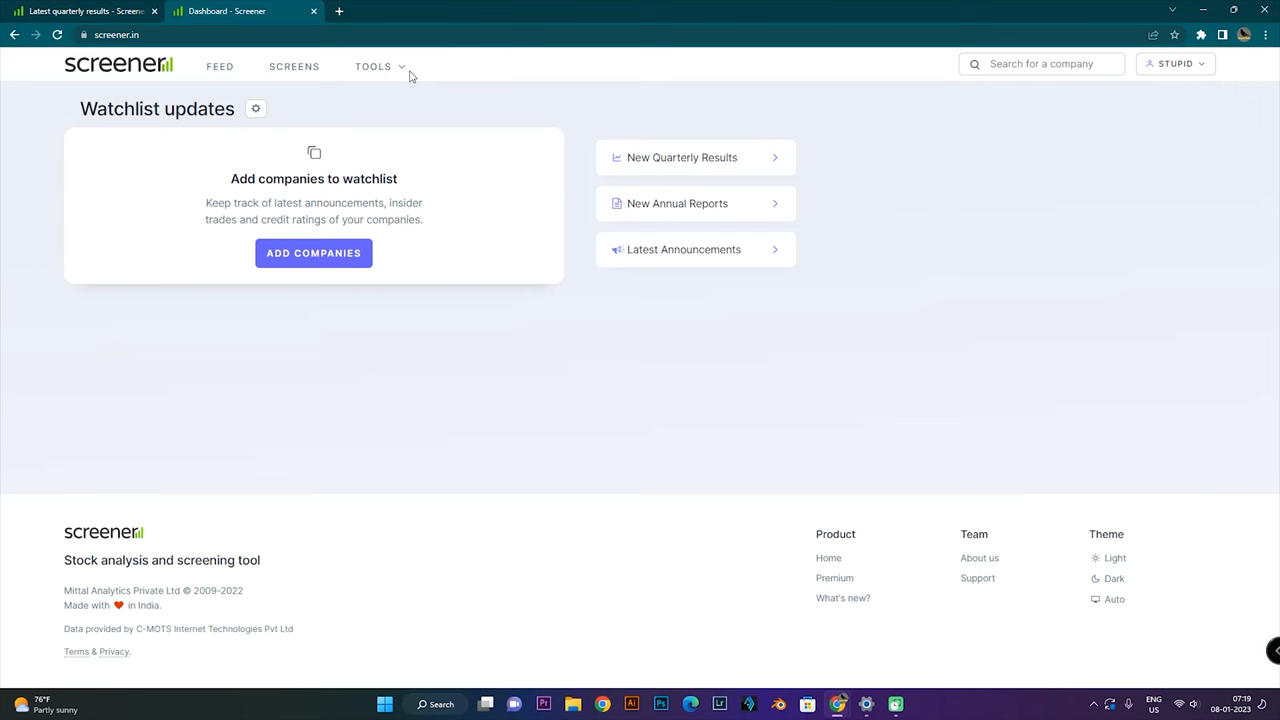 Latest quarterly results - Screene
Dashboard - Screener
screener.in
screener
FEED
SCREENS
TOOLS
Search for a company
STUPID
Watchlist updates
Add companies to watchlist
Keep track of latest announcements, insider
trades and credit ratings of your companies.
ADD COMPANIES
New Quarterly Results
New Annual Reports
Latest Announcements
screener
Stock analysis and screening tool
Mittal Analytics Private Ltd © 2009-2022
Made with ❤ in India.
Data provided by C-MOTS Internet Technologies Pvt Ltd
Terms & Privacy.
Product
Home
Premium
What's new?
Team
About us
Support
Theme
Light
Dark
Auto
76°F
Partly sunny
Search
Pr
Ai
Ps
Lr
ENG
US
07:19
08-01-2023